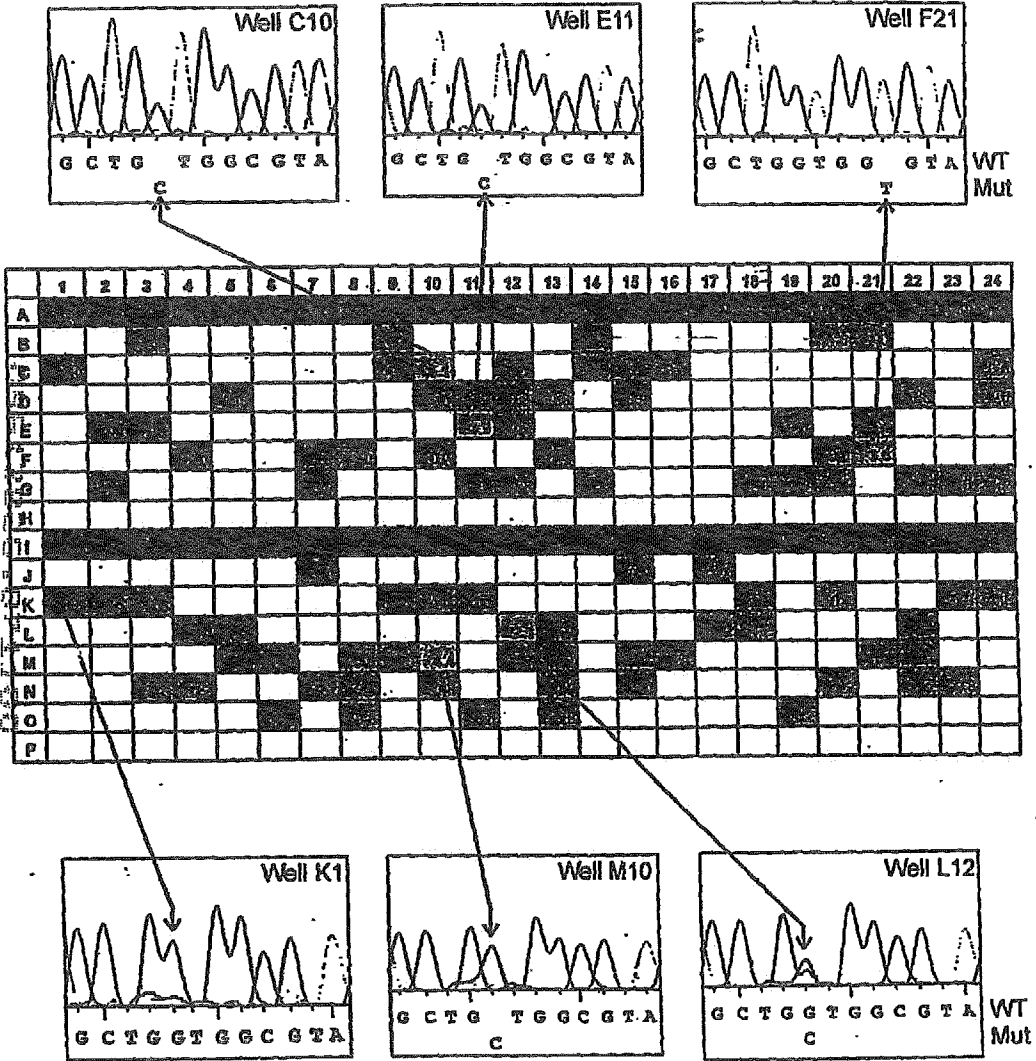 Well C10
Well E11
Well F21
G C T G T G G C G T A
C
G C T G T G G C G T A
C
G C T G G T G G G T A
T
WT
Mut
1 2 3 4 5 6 7 8 9 10 11 12 13 14 15 16 17 18 19 20 21 22 23 24
A
B
C
D
E
F
G
H
I
J
K
L
M
N
O
P
Well K1
Well M10
Well L12
G C T G G T G G C G T A
G C T G T G G C G T A
C
G C T G G T G G C G T A
C
WT
Mut